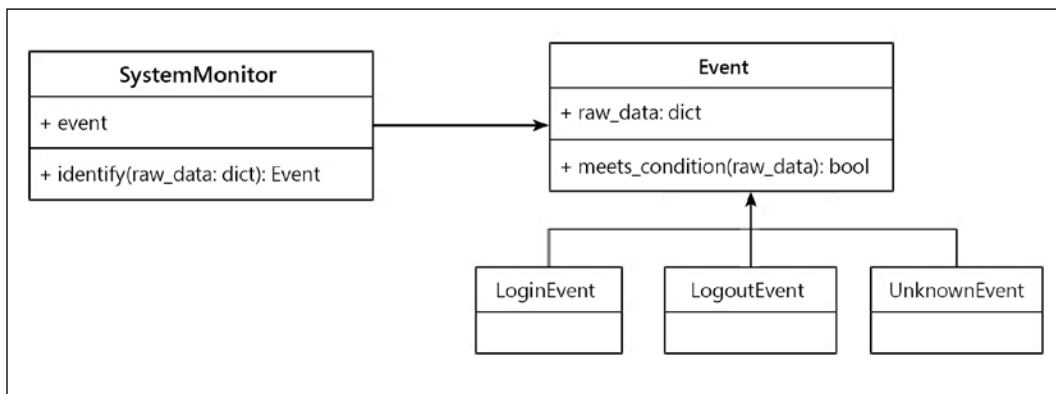 SystemMonitor
+ event
+ identify(raw_data: dict): Event
Event
+ raw_data: dict
+ meets_condition(raw_data): bool
LoginEvent
LogoutEvent
UnknownEvent